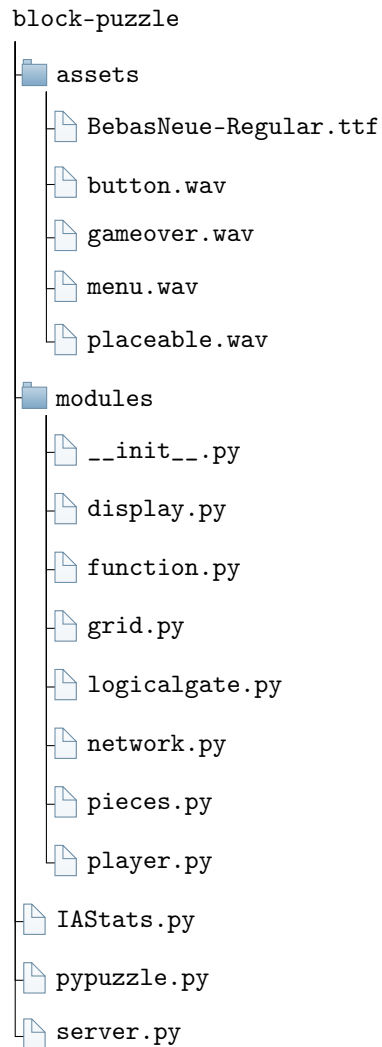 block-puzzle
assets
BebasNeue-Regular.ttf
button.wav
gameover.wav
menu.wav
placeable.wav
modules
__init__.py
display.py
function.py
grid.py
logicalgate.py
network.py
pieces.py
player.py
IAStats.py
pypuzzle.py
server.py